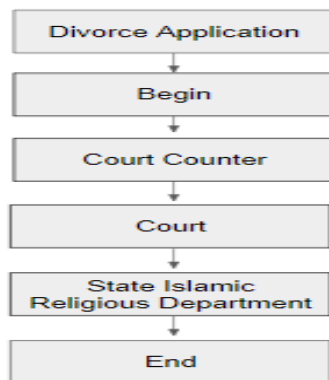 Divorce Application
Begin
Court Counter
Court
State Islamic
Religious Department
End